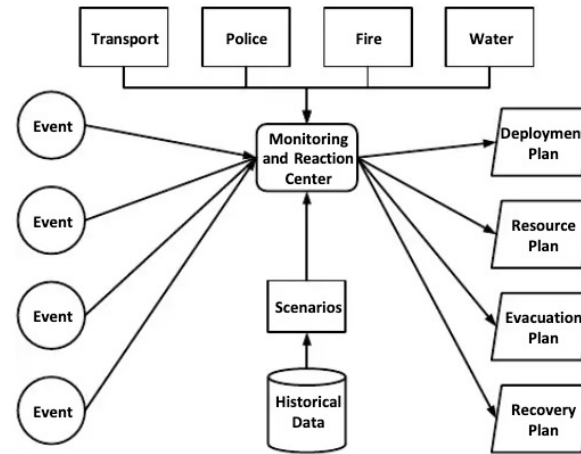 Transport
Police
Fire
Water
Event
Event
Event
Event
Monitoring
and Reaction
Center
Scenarios
Historical
Data
Deployment
Plan
Resource
Plan
Evacuation
Plan
Recovery
Plan